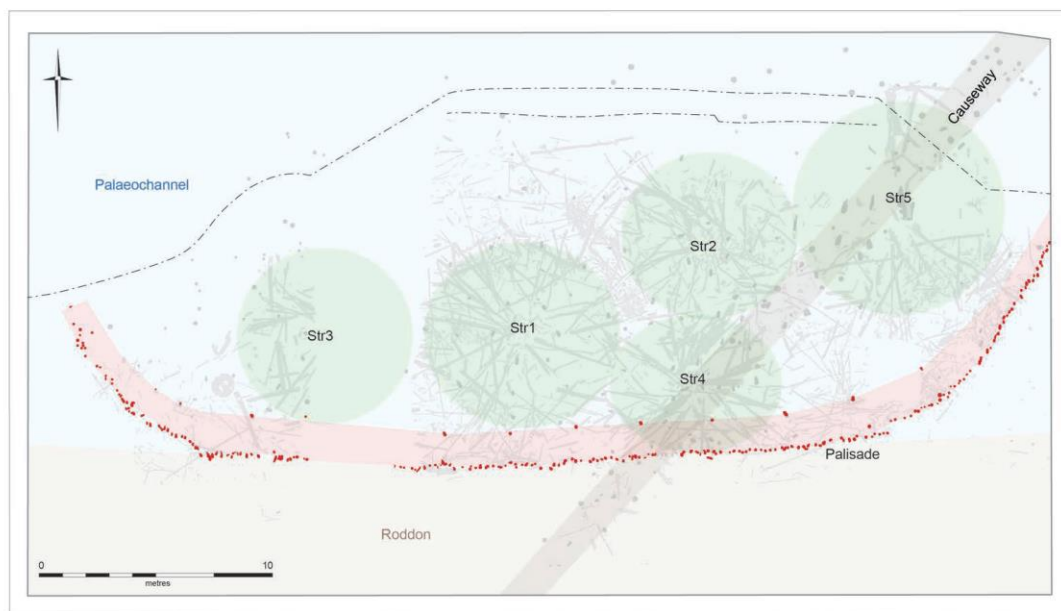 Causeway
Palaeochannel
Str5
Str2
Str3
Str1
Str4
Palisade
Roddon
0 10
metres